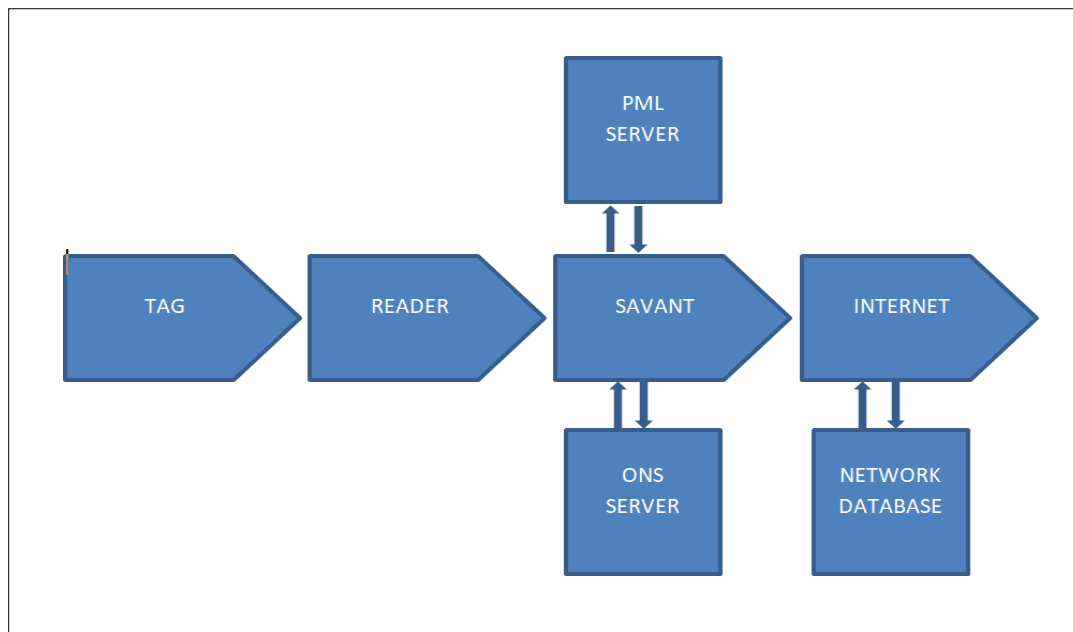 PML
SERVER
TAG
READER
SAVANT
INTERNET
ONS
SERVER
NETWORK
DATABASE